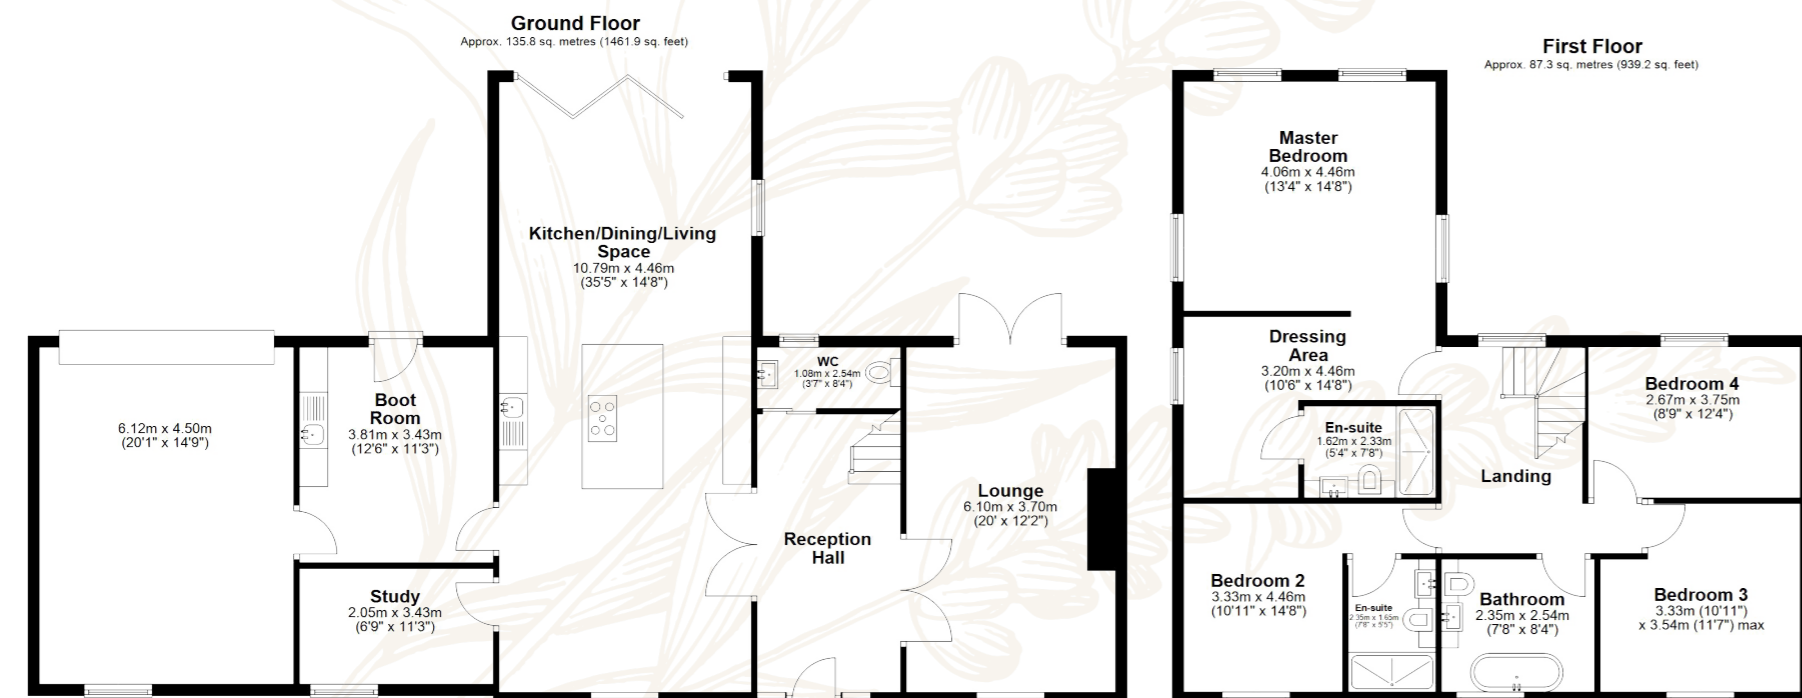 Ground Floor
Approx. 135.8 sq. metres (1461.9 sq. feet)
Kitchen/Dining/Living
Space
10.79m x 4.46m
(35'5" x 14'8")
6.12m x 4.50m
(20'1" x 14'9")
Boot
Room
3.81m x 3.43m
(12'6" x 11'3")
WC
1.08m x 2.54m
(3'7" x 8'4")
Lounge
6.10m x 3.70m
(20' x 12'2")
Reception
Hall
Study
2.05m x 3.43m
(6'9" x 11'3")
First Floor
Approx. 87.3 sq. metres (939.2 sq. feet)
Master
Bedroom
4.06m x 4.46m
(13'4" x 14'8")
Dressing
Area
3.20m x 4.46m
(10'6" x 14'8")
En-suite
1.62m x 2.33m
(5'4" x 7'8")
Bedroom 4
2.67m x 3.75m
(8'9" x 12'4")
Landing
Bedroom 2
3.33m x 4.46m
(10'11" x 14'8")
En-suite
2.35m x 1.65m
(7'8" x 5'5")
Bathroom
2.35m x 2.54m
(7'8" x 8'4")
Bedroom 3
3.33m (10'11")
x 3.54m (11'7") max